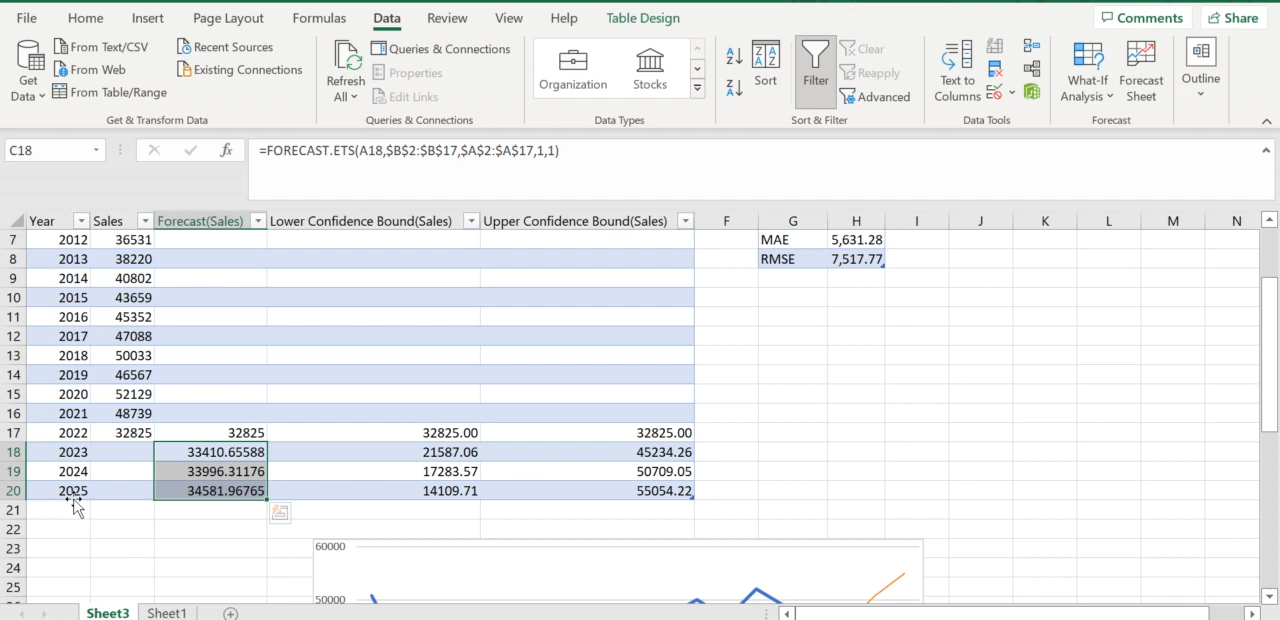 File Home Insert Page Layout Formulas Data Review View Help Table Design Comments Share
Get Data
From Text/CSV
From Web
From Table/Range
Recent Sources
Existing Connections
Get & Transform Data
Refresh All
Queries & Connections
Properties
Edit Links
Queries & Connections
Organization Stocks
Data Types
A Z
Z A
Z A A Z
Sort
Filter
Clear
Reapply
Advanced
Sort & Filter
Text to Columns
Data Tools
What-If Analysis
Forecast Sheet
Forecast
Outline
C18 fx =FORECAST.ETS(A18,$B$2:$B$17,$A$2:$A$17,1,1)
Year Sales Forecast(Sales) Lower Confidence Bound(Sales) Upper Confidence Bound(Sales) F G H I J K L M N
7 2012 36531 MAE 5,631.28
8 2013 38220 RMSE 7,517.77
9 2014 40802
10 2015 43659
11 2016 45352
12 2017 47088
13 2018 50033
14 2019 46567
15 2020 52129
16 2021 48739
17 2022 32825 32825 32825.00 32825.00
18 2023 33410.65588 21587.06 45234.26
19 2024 33996.31176 17283.57 50709.05
20 2025 34581.96765 14109.71 55054.22
21
22
23 60000
24
25 50000
Sheet3 Sheet1